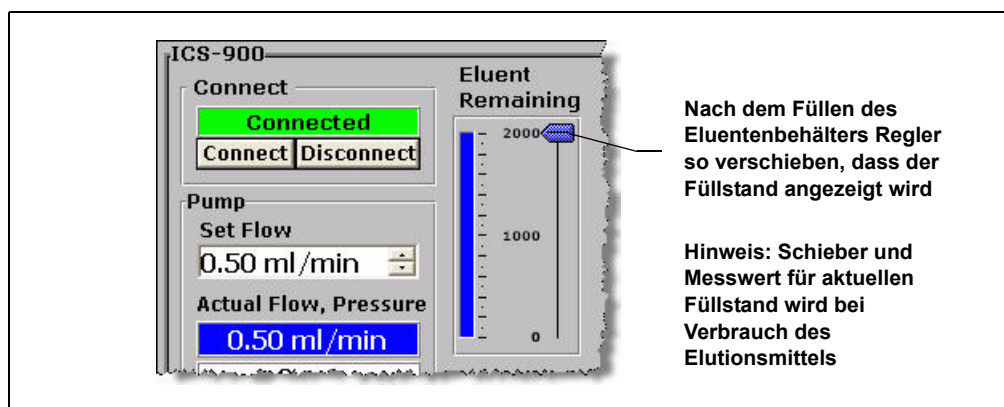 ICS-900
Connect
Connected
Connect Disconnect
Pump
Set Flow
0.50 ml/min
Actual Flow, Pressure
0.50 ml/min
Eluent
Remaining
2000
1000
0
Nach dem Füllen des
Eluentenbehälters Regler
so verschieben, dass der
Füllstand angezeigt wird
Hinweis: Schieber und
Messwert für aktuellen
Füllstand wird bei
Verbrauch des
Elutionsmittels